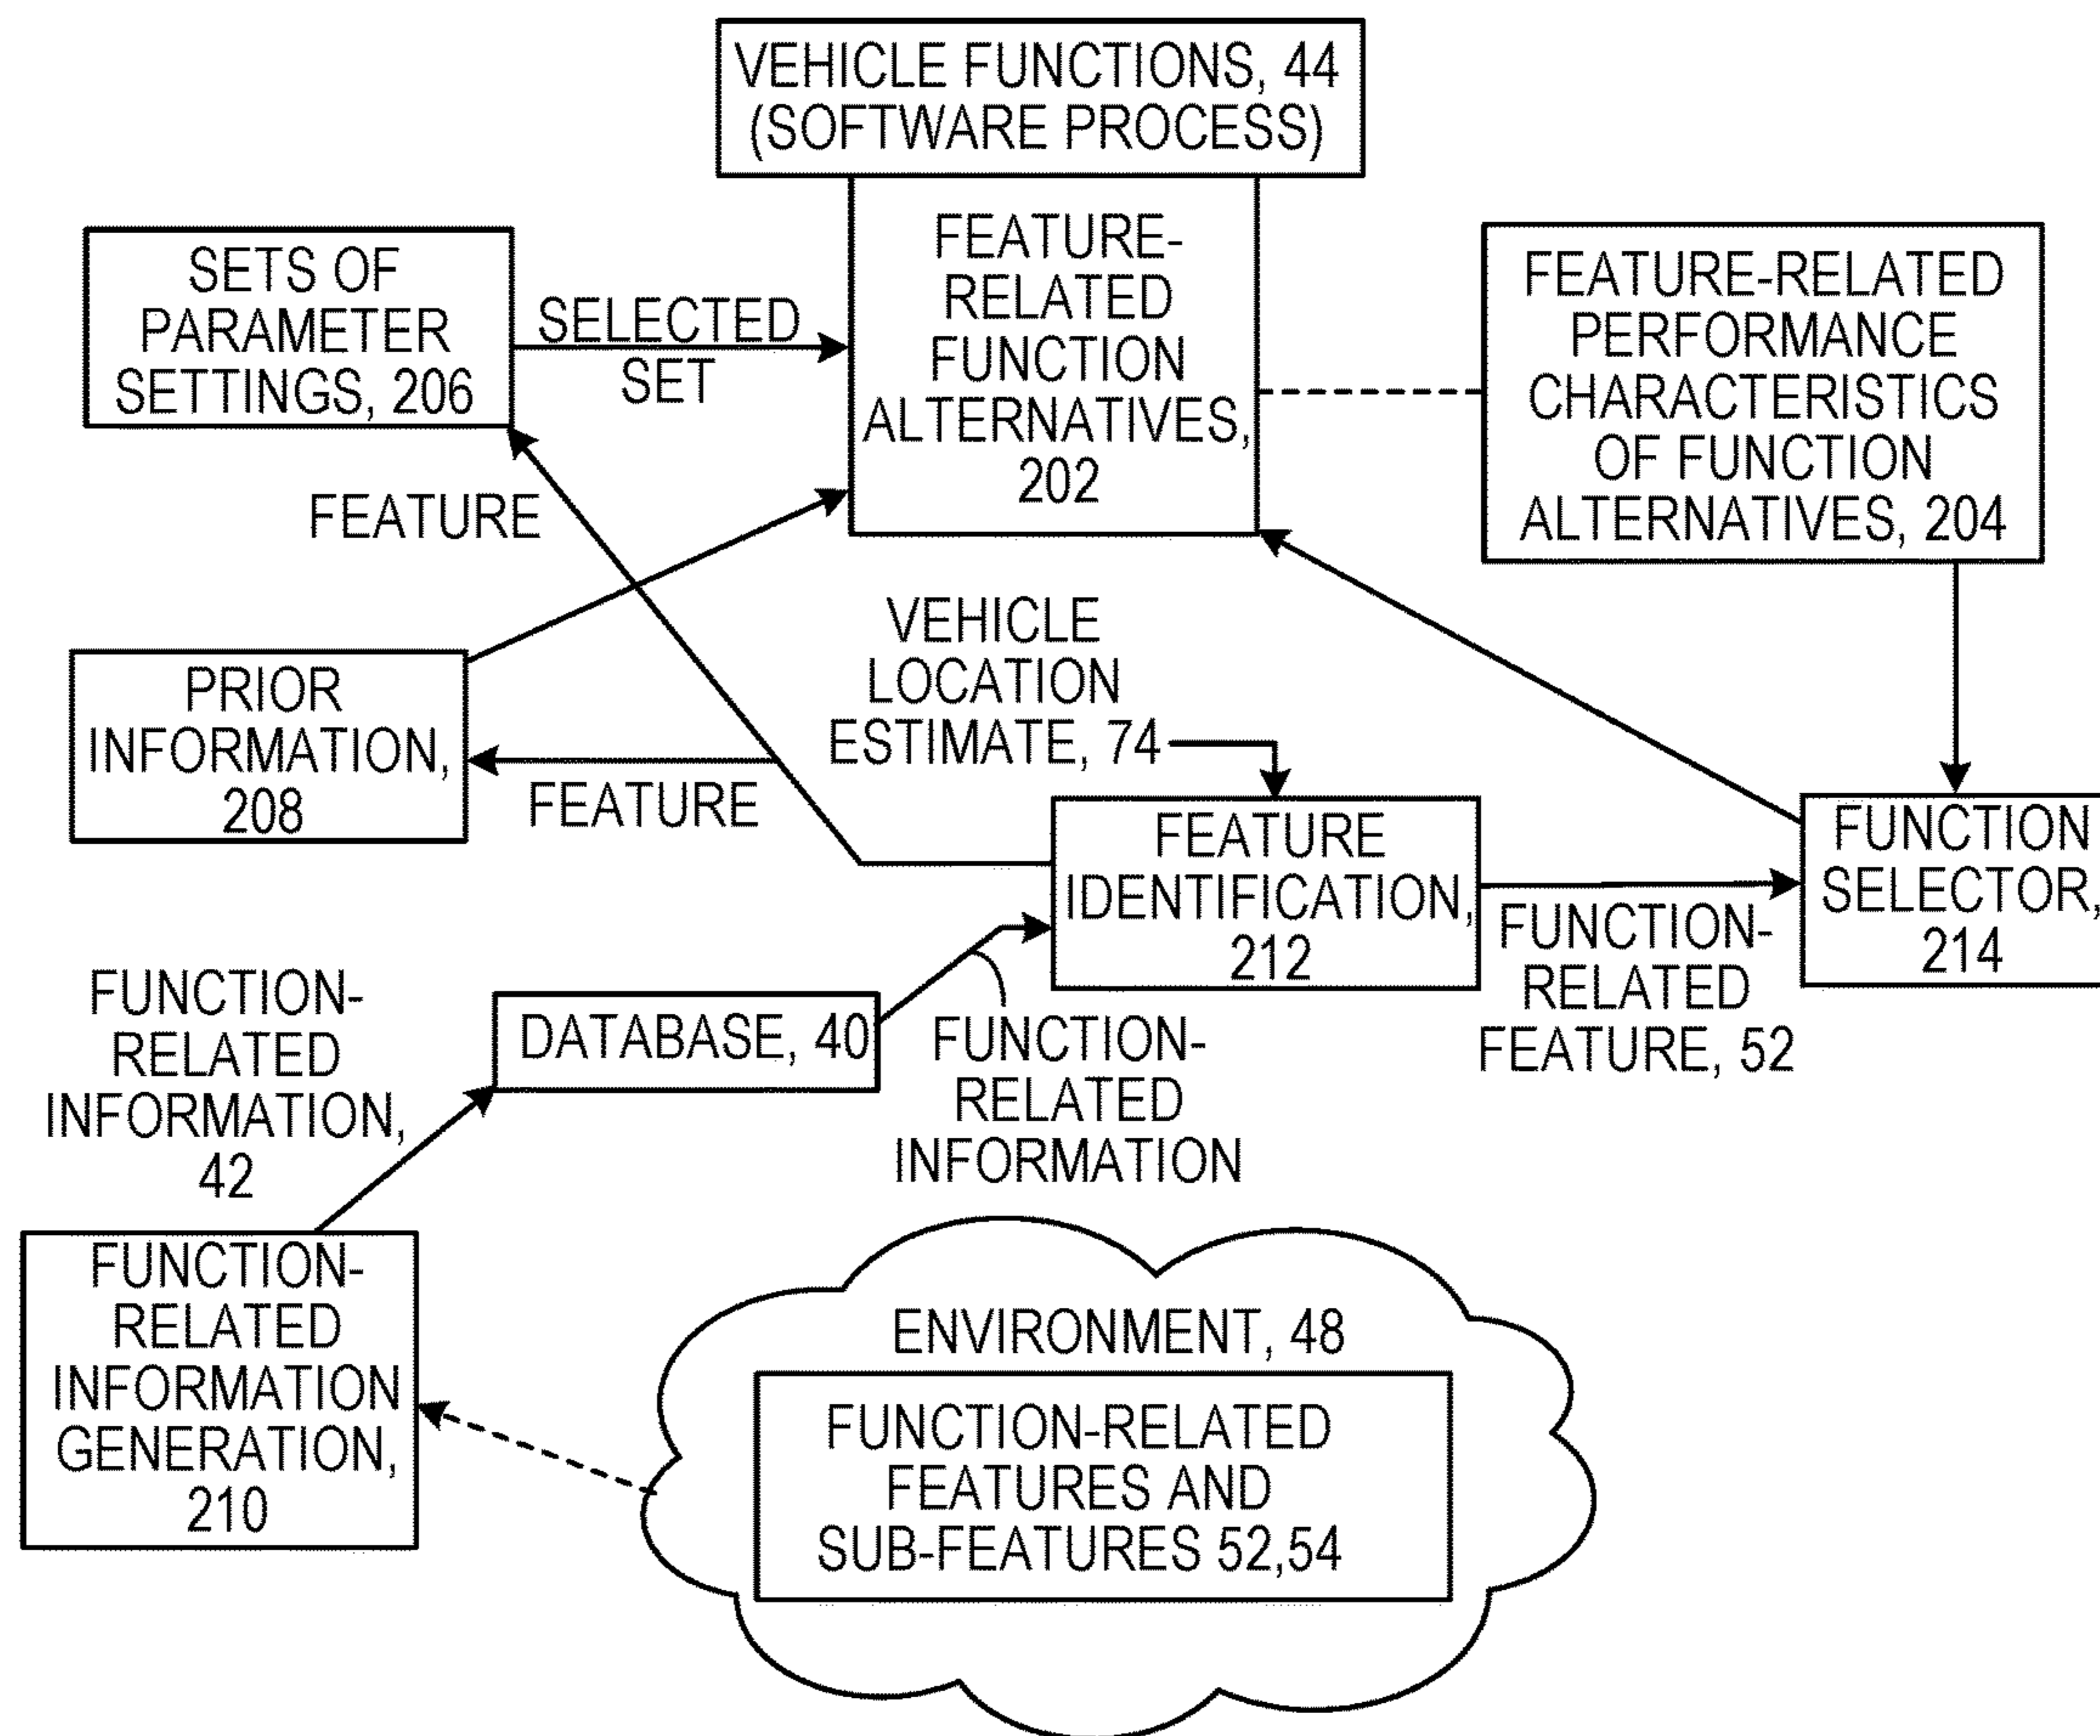 VEHICLE FUNCTIONS, 44
(SOFTWARE PROCESS)
FEATURE-
RELATED
FUNCTION
ALTERNATIVES,
202
SETS OF
PARAMETER
SETTINGS, 206
SELECTED
SET
FEATURE-RELATED
PERFORMANCE
CHARACTERISTICS
OF FUNCTION
ALTERNATIVES, 204
FEATURE
VEHICLE
LOCATION
ESTIMATE, 74
PRIOR
INFORMATION,
208
FEATURE
FEATURE
IDENTIFICATION,
212
FUNCTION
SELECTOR,
214
FUNCTION-
RELATED
FEATURE, 52
FUNCTION-
RELATED
INFORMATION,
42
DATABASE, 40
FUNCTION-
RELATED
INFORMATION
FUNCTION-
RELATED
INFORMATION
GENERATION,
210
ENVIRONMENT, 48
FUNCTION-RELATED
FEATURES AND
SUB-FEATURES 52,54